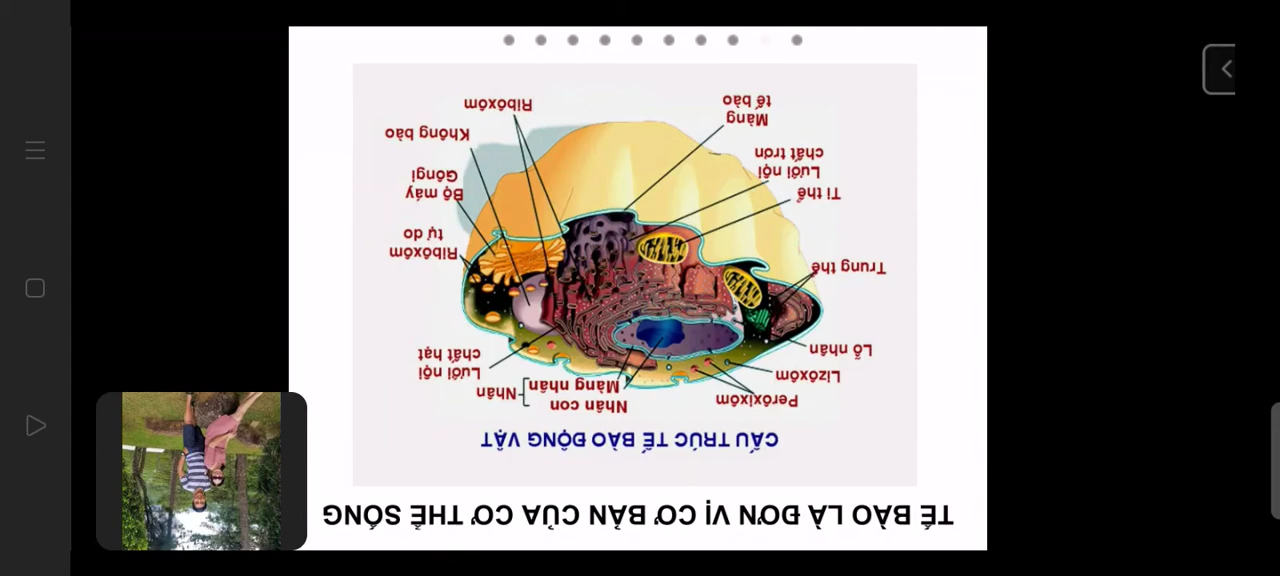 TẾ BÀO LÀ ĐƠN VỊ CƠ BẢN CỦA CƠ THỂ SỐNG
CẤU TRÚC TẾ BÀO ĐỘNG VẬT
Perôxixôm
Lizôxôm
Lỗ nhân
Trung thể
Ti thể
Lưới nội
chất trơn
Màng
tế bào
Nhân con
Màng nhân
Nhân
Lưới nội
chất hạt
Ribôxôm
tự do
Bộ máy
Gôngi
Không bào
Ribôxôm